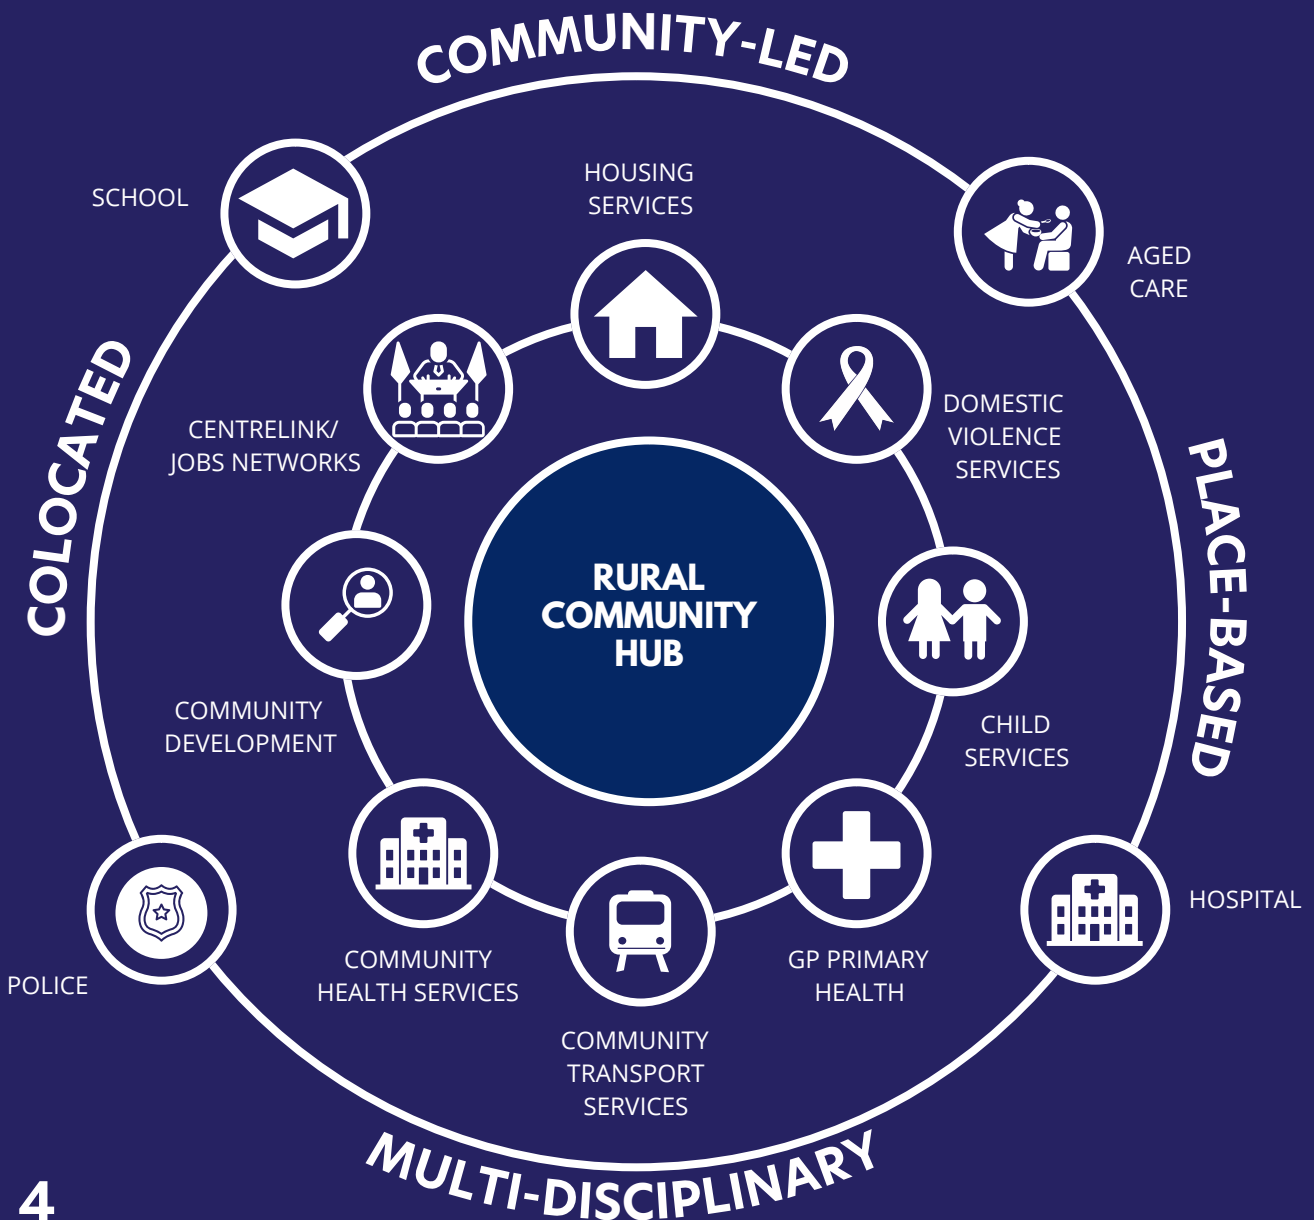 COMMUNITY-LED
SCHOOL
HOUSING
SERVICES
AGED
CARE
COLOCATED
CENTRELINK/
JOBS NETWORKS
DOMESTIC
VIOLENCE
SERVICES
PLACE-BASED
RURAL
COMMUNITY
HUB
COMMUNITY
DEVELOPMENT
CHILD
SERVICES
HOSPITAL
POLICE
COMMUNITY
HEALTH SERVICES
GP PRIMARY
HEALTH
COMMUNITY
TRANSPORT
SERVICES
MULTI-DISCIPLINARY
4